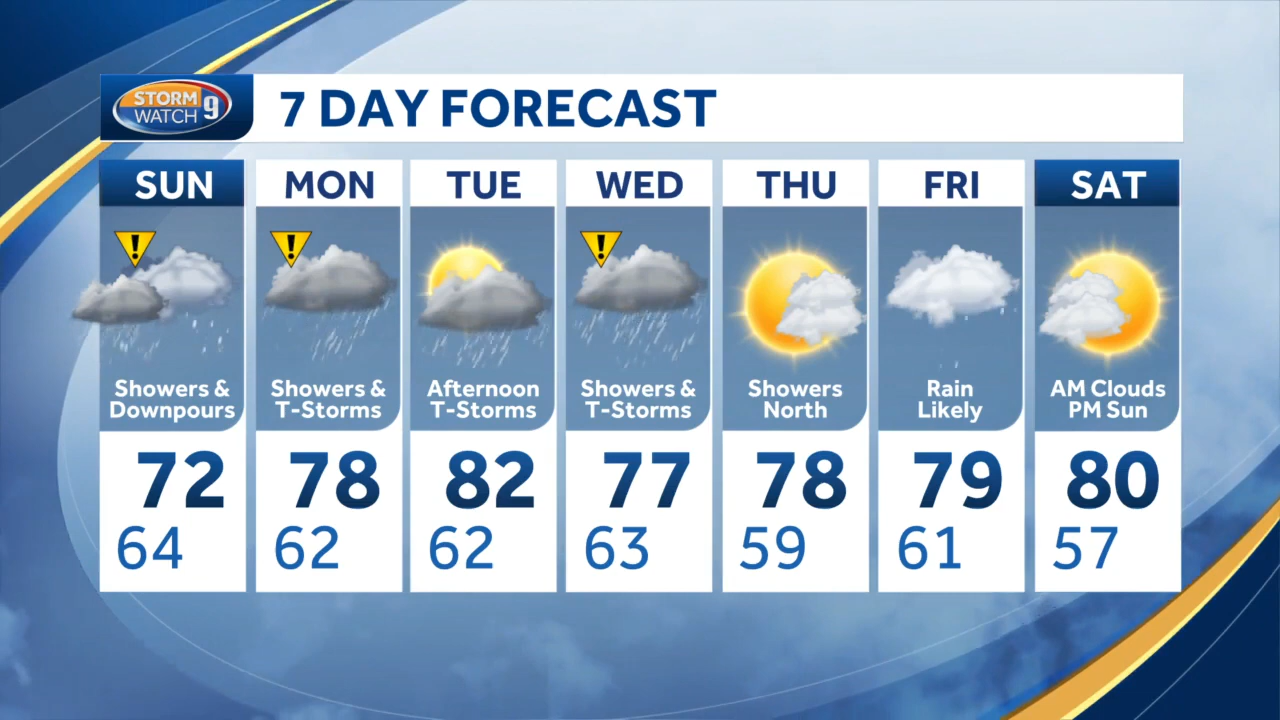 STORM
WATCH 9
7 DAY FORECAST
SUN
MON
TUE
WED
THU
FRI
SAT
!
!
!
Showers &
Downpours
Showers &
T-Storms
Afternoon
T-Storms
Showers &
T-Storms
Showers
North
Rain
Likely
AM Clouds
PM Sun
72
78
82
77
78
79
80
64
62
62
63
59
61
57